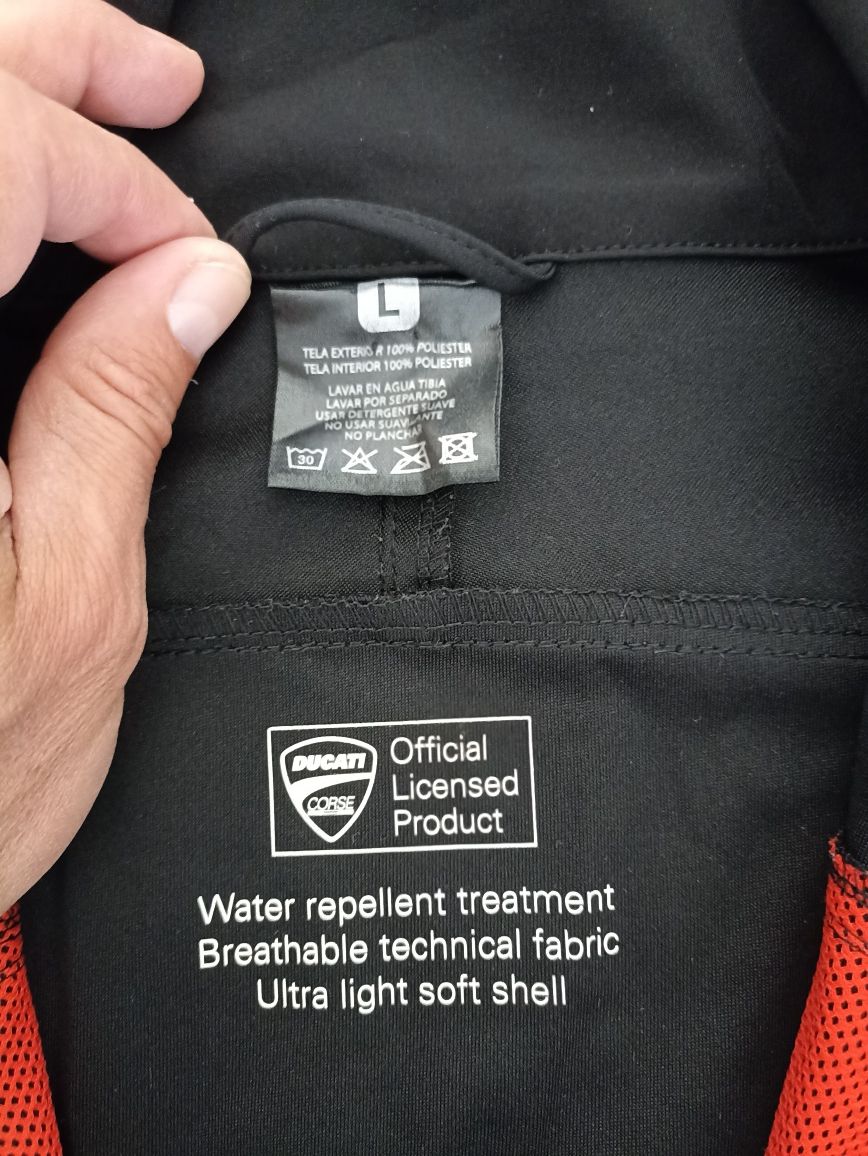 L
TELA EXTERIOR 100% POLIESTER
TELA INTERIOR 100% POLIESTER
LAVAR EN AGUA TIBIA
LAVAR POR SEPARADO
USAR DETERGENTE SUAVE
NO USAR SUAVIZANTE
NO PLANCHAR
30
DUCATI
CORSE
Official
Licensed
Product
Water repellent treatment
Breathable technical fabric
Ultra light soft shell